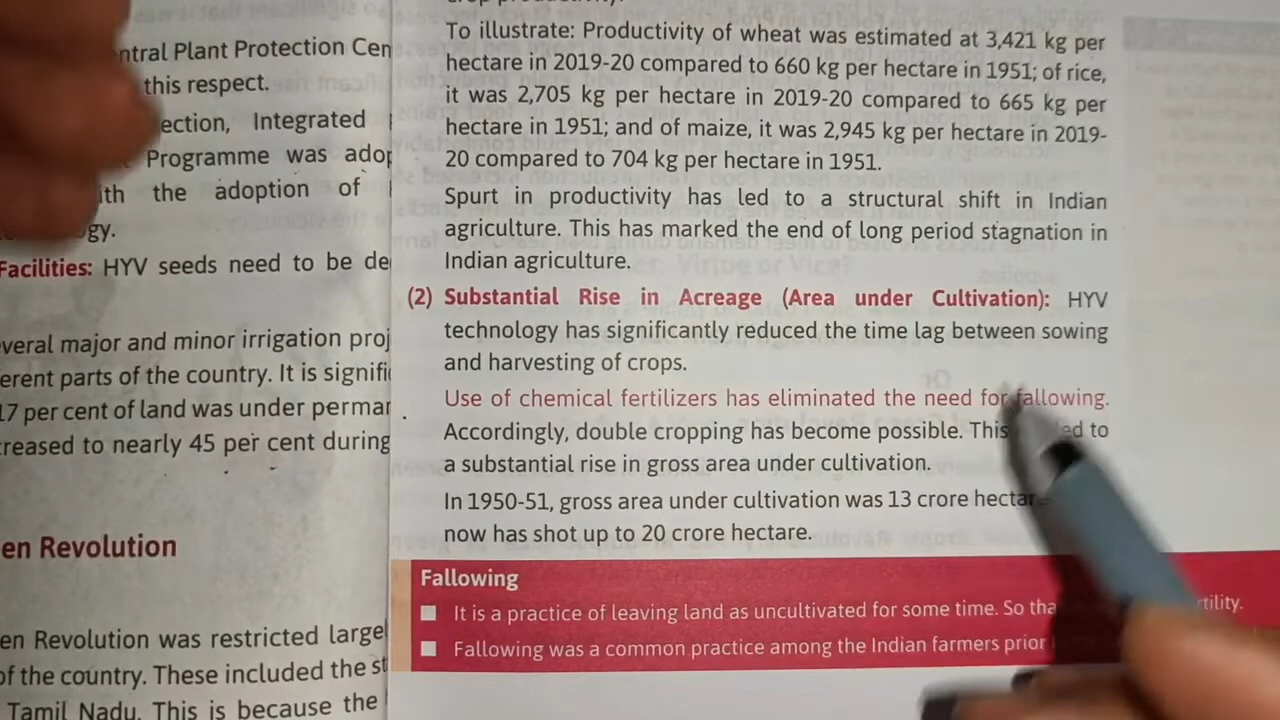 ntral Plant Protection Cen
this respect.
ection, Integrated
Programme was adop
ith the adoption of
gy.
Facilities: HYV seeds need to be de
veral major and minor irrigation proj
erent parts of the country. It is signifi
17 per cent of land was under permar
creased to nearly 45 per cent during
en Revolution
en Revolution was restricted large
of the country. These included the st
Tamil Nadu. This is because the
To illustrate: Productivity of wheat was estimated at 3,421 kg per
hectare in 2019-20 compared to 660 kg per hectare in 1951; of rice,
it was 2,705 kg per hectare in 2019-20 compared to 665 kg per
hectare in 1951; and of maize, it was 2,945 kg per hectare in 2019-
20 compared to 704 kg per hectare in 1951.
Spurt in productivity has led to a structural shift in Indian
agriculture. This has marked the end of long period stagnation in
Indian agriculture.
(2) Substantial Rise in Acreage (Area under Cultivation): HYV
technology has significantly reduced the time lag between sowing
and harvesting of crops.
Use of chemical fertilizers has eliminated the need for fallowing.
Accordingly, double cropping has become possible. This ed to
a substantial rise in gross area under cultivation.
In 1950-51, gross area under cultivation was 13 crore hectar
now has shot up to 20 crore hectare.
Fallowing
■ It is a practice of leaving land as uncultivated for some time. So tha rtility.
■ Fallowing was a common practice among the Indian farmers prior